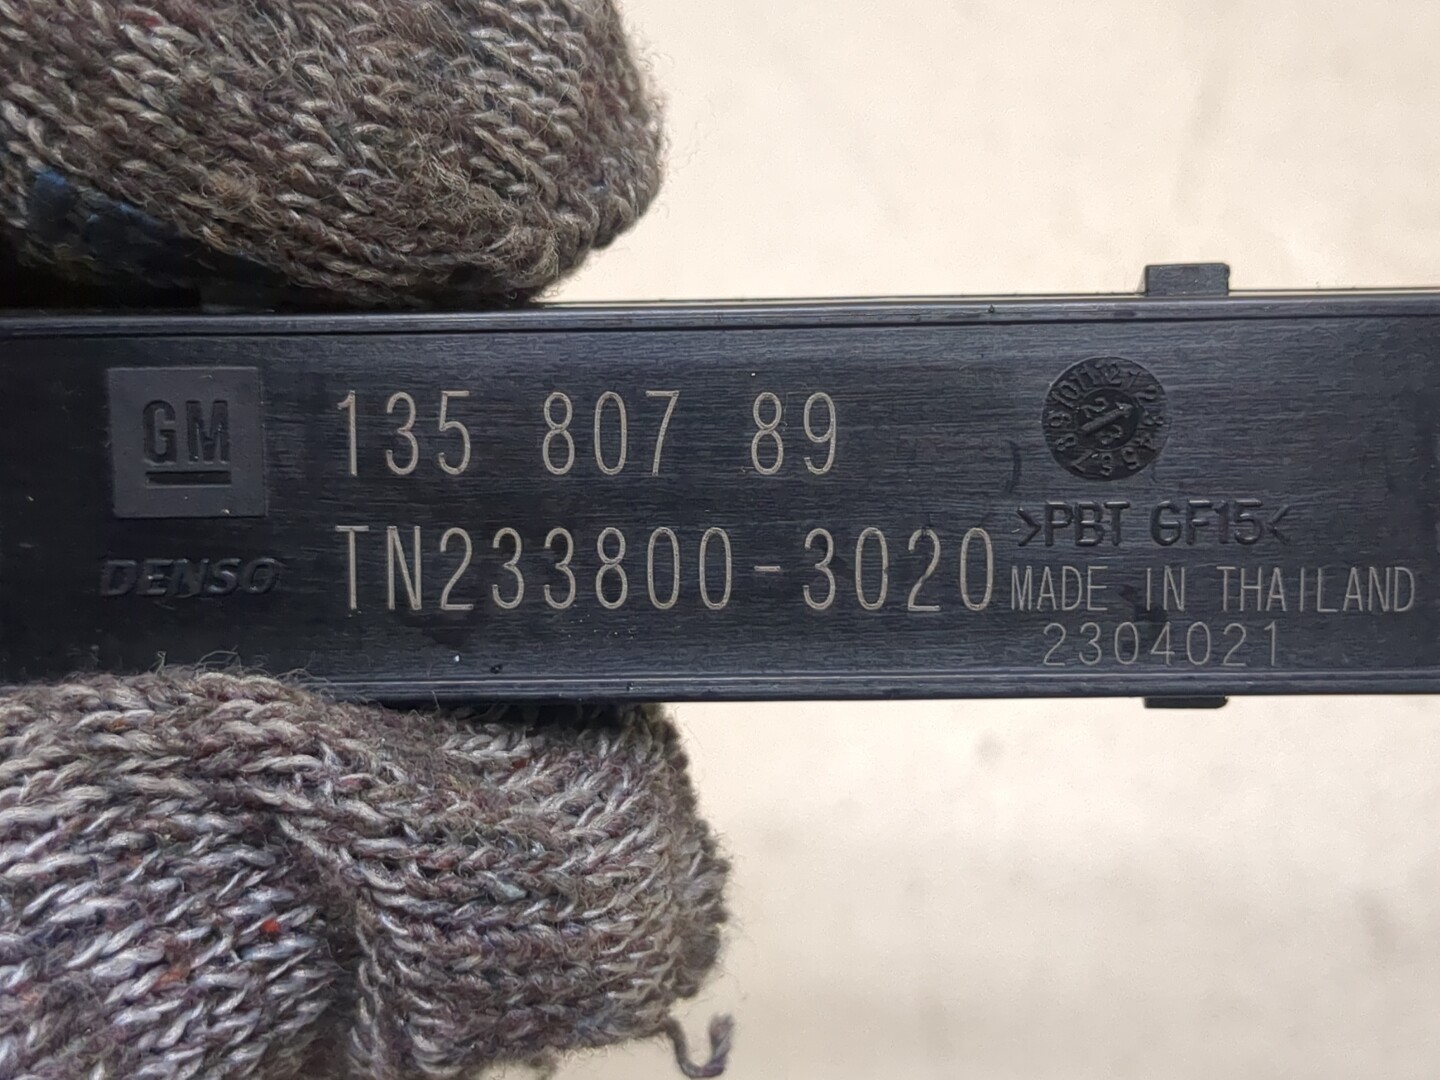 GM
135 807 89
DENSO
TN233800-3020
>PBT GF15<
MADE IN THAILAND
2304021